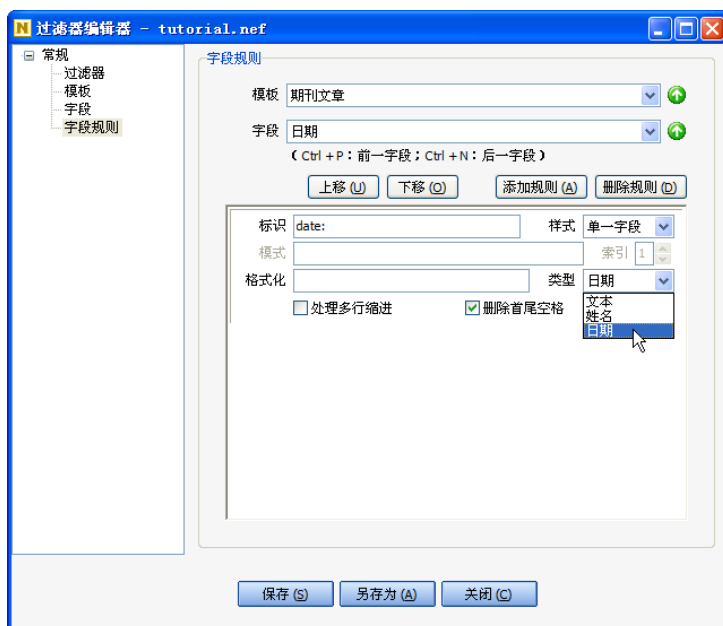 过滤器编辑器 - tutorial.nef
常规
过滤器
模板
字段
字段规则
字段规则
模板 期刊文章
字段 日期
(Ctrl+P：前一字段；Ctrl+N：后一字段)
上移(U) 下移(O) 添加规则(A) 删除规则(D)
标识 date: 样式 单一字段
模式 索引 1
格式化 类型 日期
处理多行缩进 删除首尾空格
文本
姓名
日期
保存(S) 另存为(A) 关闭(C)